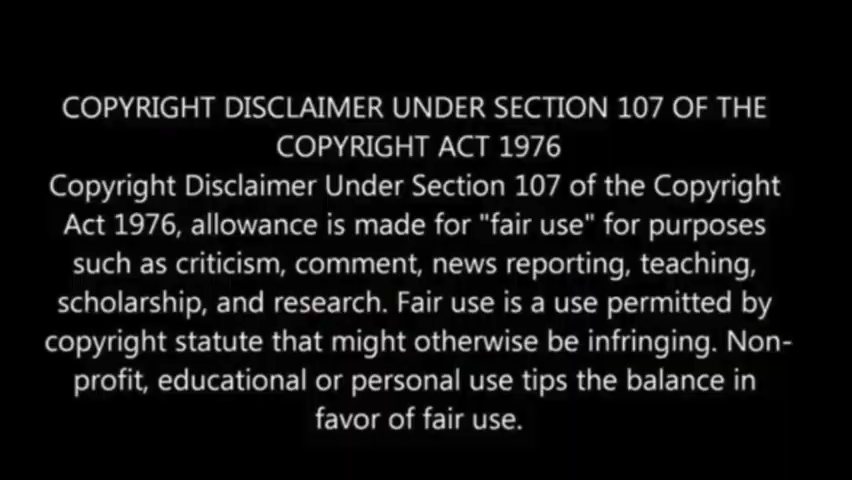 COPYRIGHT DISCLAIMER UNDER SECTION 107 OF THE
COPYRIGHT ACT 1976
Copyright Disclaimer Under Section 107 of the Copyright
Act 1976, allowance is made for "fair use" for purposes
such as criticism, comment, news reporting, teaching,
scholarship, and research. Fair use is a use permitted by
copyright statute that might otherwise be infringing. Non-
profit, educational or personal use tips the balance in
favor of fair use.